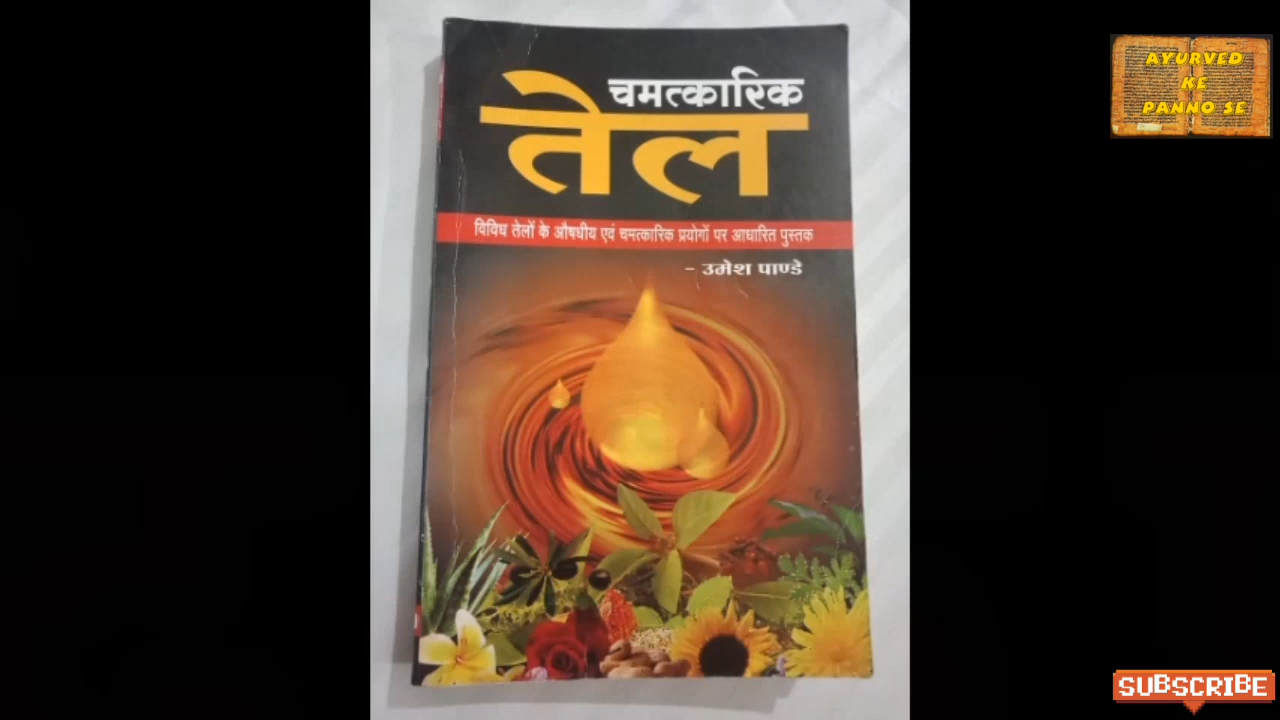 चमत्कारिक
तेल
विविध तेलों के औषधीय एवं चमत्कारिक प्रयोगों पर आधारित पुस्तक
- उमेश पाण्डे
AYURVED
KE
PANNO SE
SUBSCRIBE